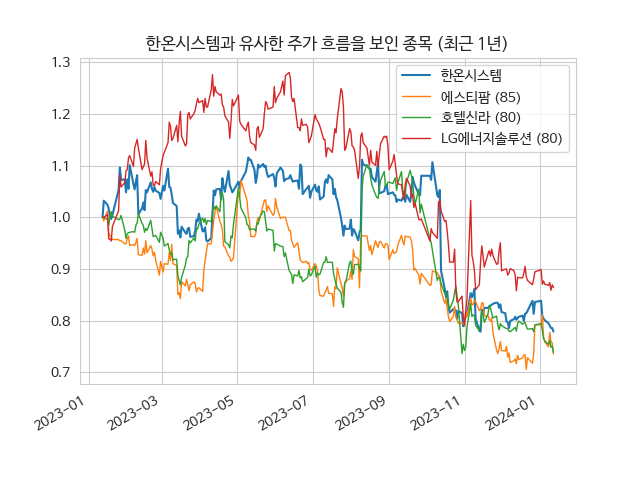 한온시스템과 유사한 주가 흐름을 보인 종목 (최근 1년)
한온시스템
에스티팜 (85)
호텔신라 (80)
LG에너지솔루션 (80)
1.3
1.2
1.1
1.0
0.9
0.8
0.7
2023-01
2023-03
2023-05
2023-07
2023-09
2023-11
2024-01